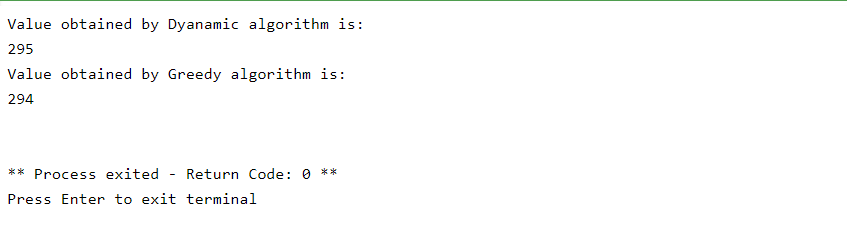 Value obtained by Dyanamic algorithm is:
295
Value obtained by Greedy algorithm is:
294
** Process exited - Return Code: 0 **
Press Enter to exit terminal